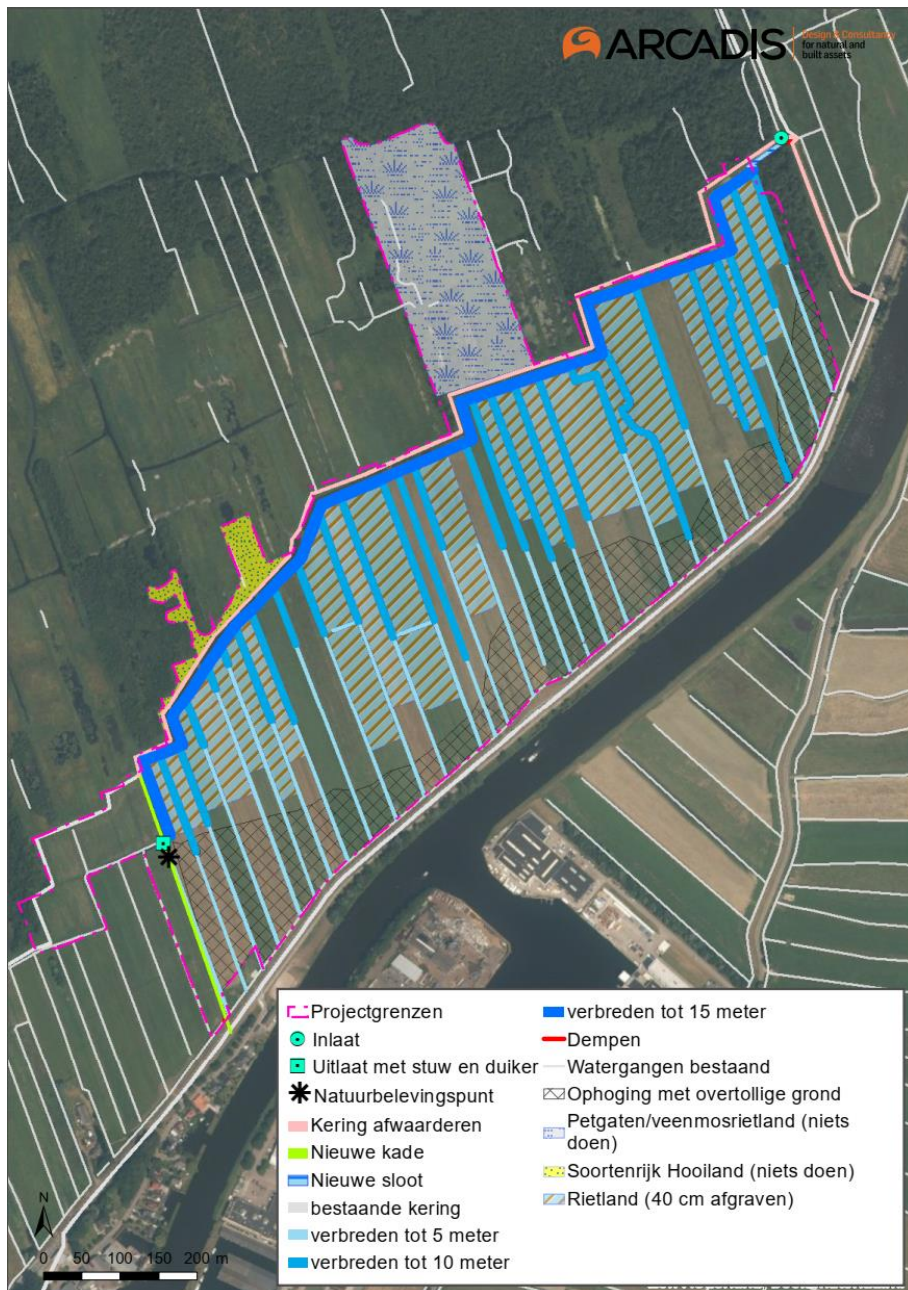 ARCADIS
Design & Consultancy
for natural and
built assets
Projectgrenzen
Inlaat
Uitlaat met stuw en duiker
Natuurbelevingspunt
Kering afwaarderen
Nieuwe kade
Nieuwe sloot
bestaande kering
verbreden tot 5 meter
verbreden tot 10 meter
verbreden tot 15 meter
Dempen
Watergangen bestaand
Ophoging met overtollige grond
Petgaten/veenmosrietland (niets
doen)
Soortenrijk Hooiland (niets doen)
Rietland (40 cm afgraven)
N
0 50 100 150 200 m